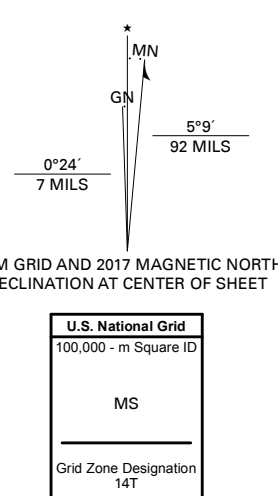 ★
MN
GN
5°9´
92 MILS
0°24´
7 MILS
M GRID AND 2017 MAGNETIC NORTH
ECLINATION AT CENTER OF SHEET
U.S. National Grid
100,000 - m Square ID
MS
Grid Zone Designation
14T